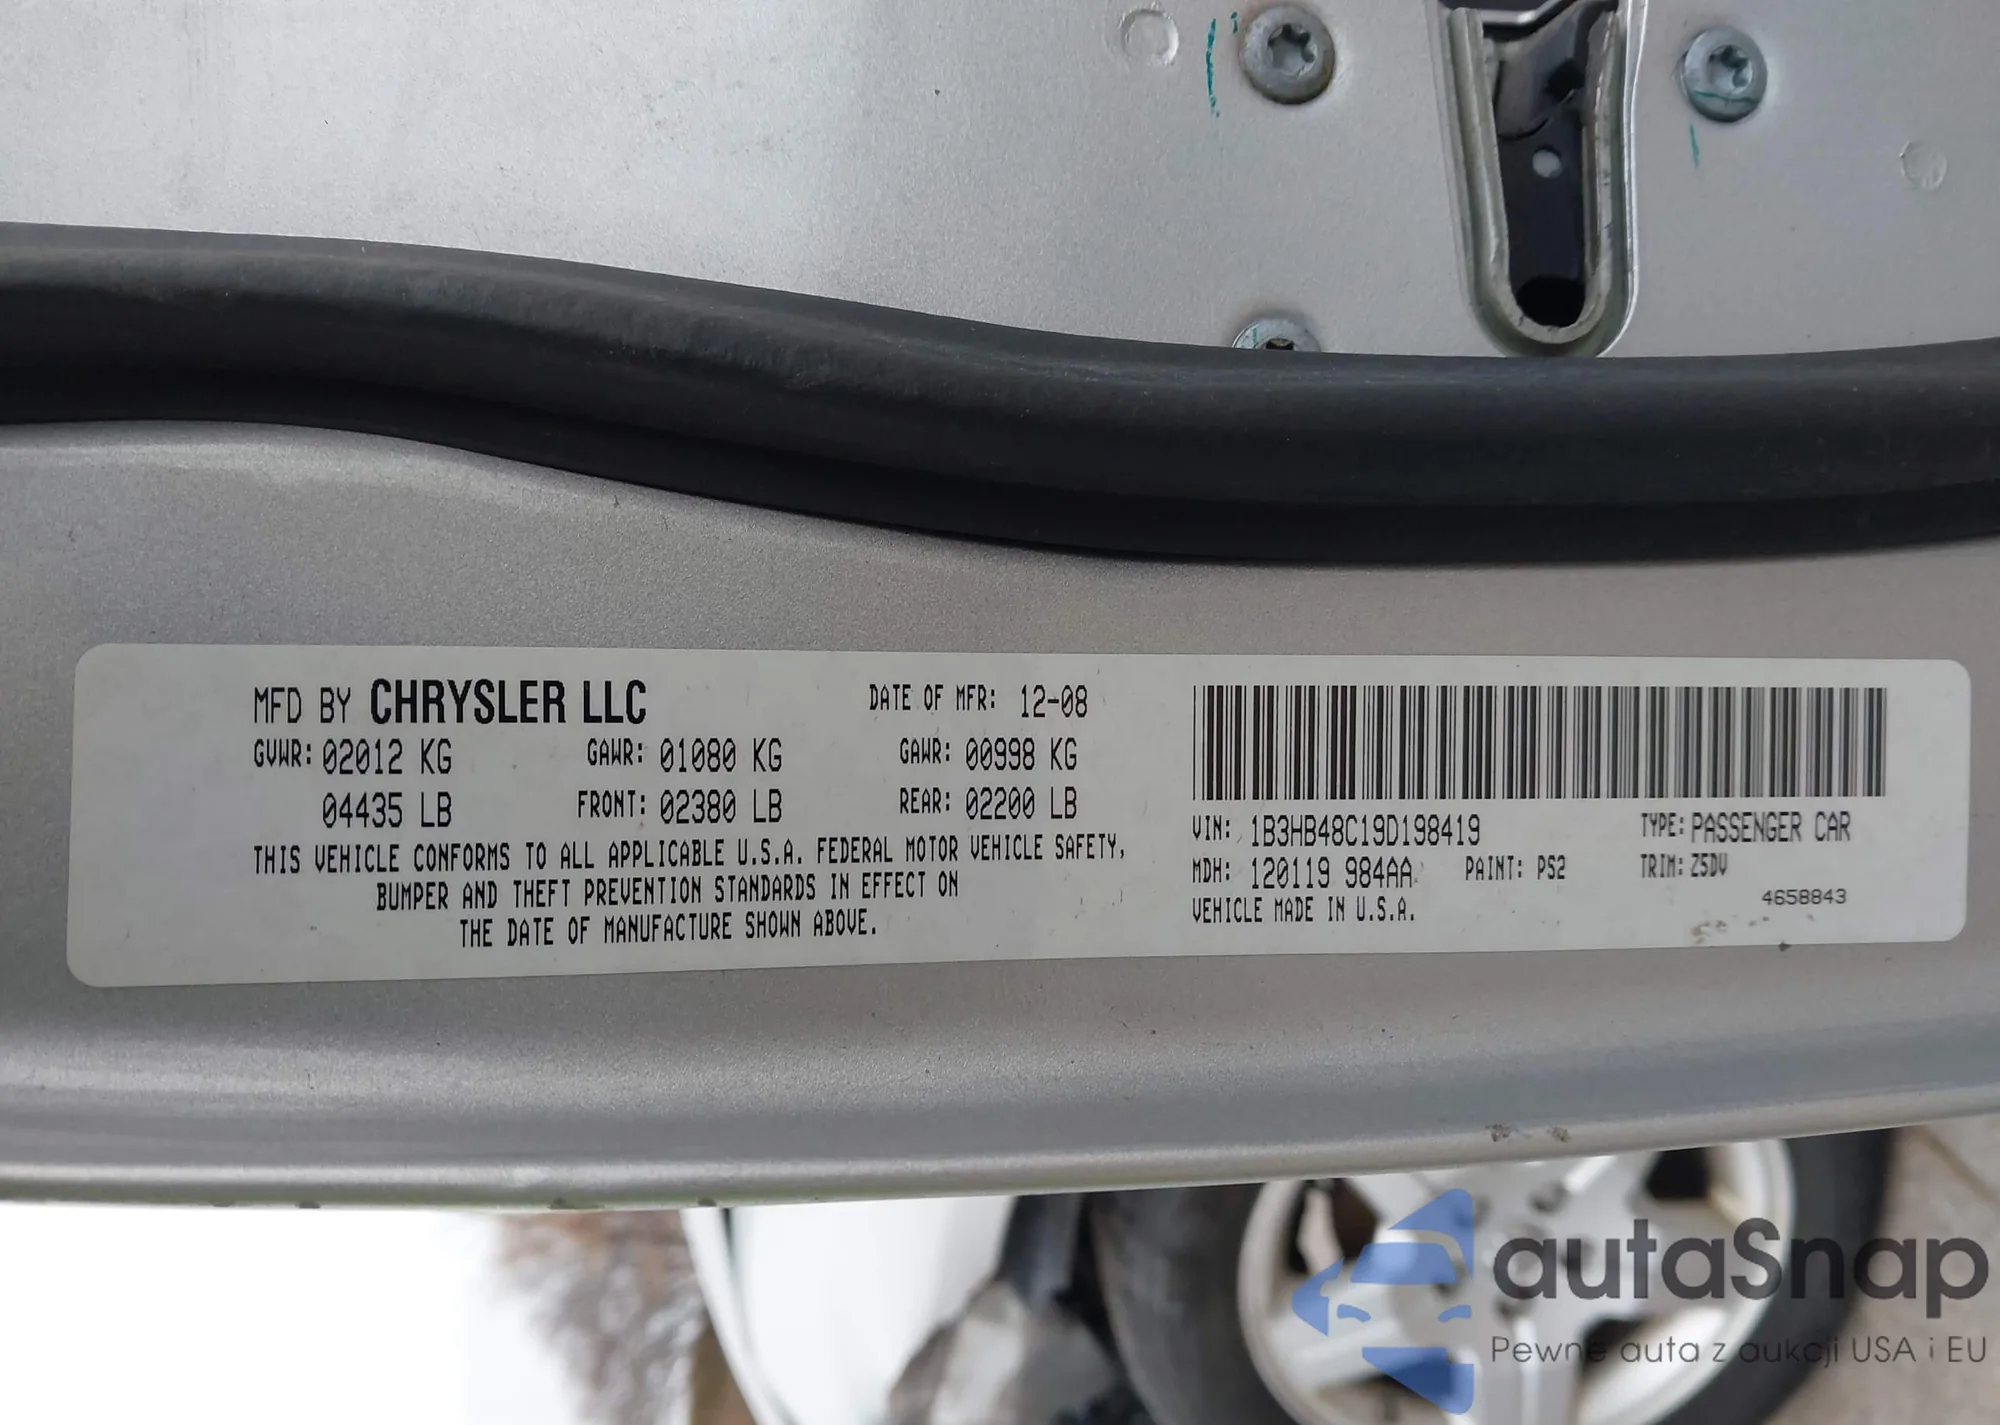 MFD BY CHRYSLER LLC DATE OF MFR: 12-08
GVWR: 02012 KG GAWR: 01080 KG GAWR: 00998 KG
04435 LB FRONT: 02380 LB REAR: 02200 LB
THIS VEHICLE CONFORMS TO ALL APPLICABLE U.S.A. FEDERAL MOTOR VEHICLE SAFETY,
BUMPER AND THEFT PREVENTION STANDARDS IN EFFECT ON
THE DATE OF MANUFACTURE SHOWN ABOVE.
VIN: 1B3HB48C19D198419 TYPE: PASSENGER CAR
MDH: 120119 984AA PAINT: PS2 TRIM: Z5DV
VEHICLE MADE IN U.S.A. 4658843
autaSnap
Pewne auta z aukcji USA i EU